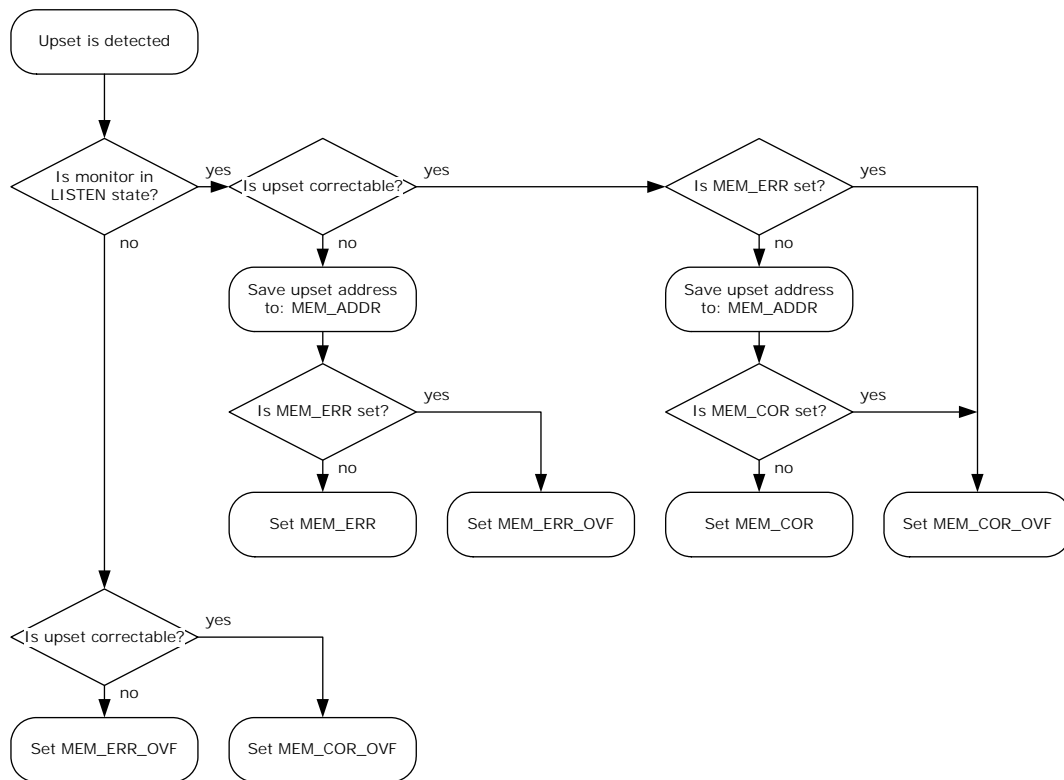 Upset is detected
Is monitor in
LISTEN state?
yes
Is upset correctable?
yes
Is MEM_ERR set?
yes
no
no
no
Save upset address
to: MEM_ADDR
Save upset address
to: MEM_ADDR
Is MEM_ERR set?
yes
Is MEM_COR set?
yes
no
no
Set MEM_ERR
Set MEM_ERR_OVF
Set MEM_COR
Set MEM_COR_OVF
Is upset correctable?
yes
no
Set MEM_ERR_OVF
Set MEM_COR_OVF